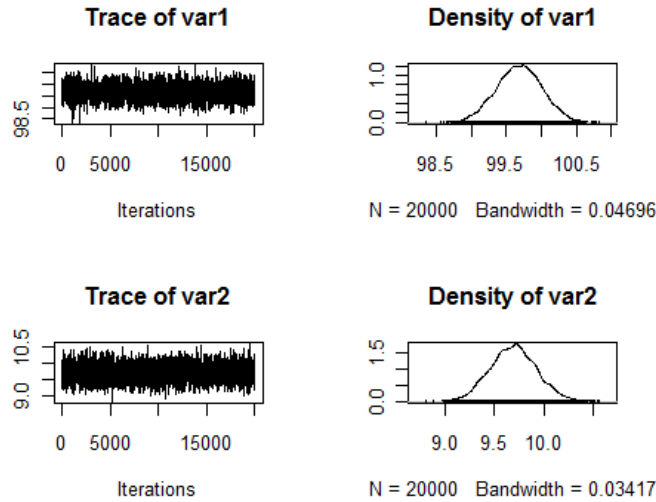 Trace of var1
98.5
0 5000 15000
Iterations
Density of var1
0.0 1.0
98.5 99.5 100.5
N = 20000 Bandwidth = 0.04696
Trace of var2
9.0 10.5
0 5000 15000
Iterations
Density of var2
0.0 1.5
9.0 9.5 10.0
N = 20000 Bandwidth = 0.03417